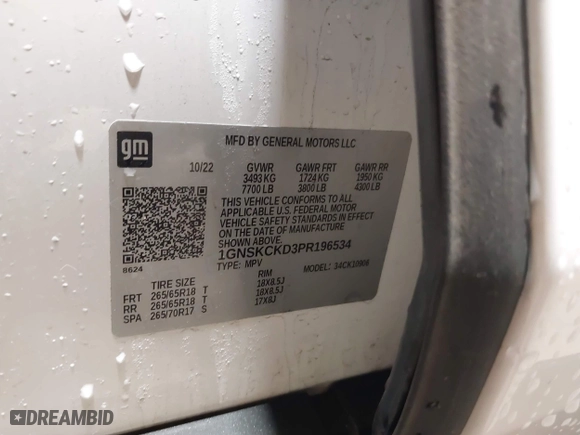 gm
MFD BY GENERAL MOTORS LLC
10/22 GVWR GAWR FRT GAWR RR
3493 KG 1724 KG 1950 KG
7700 LB 3800 LB 4300 LB
THIS VEHICLE CONFORMS TO ALL
APPLICABLE U.S. FEDERAL MOTOR
VEHICLE SAFETY STANDARDS IN
EFFECT ON THE DATE OF MANUFACTURE
SHOWN ABOVE.
1GNSKCKD3PR196534
8624
TYPE: MPV MODEL:
TIRE SIZE RIM
FRT 265/65R18 T 18X8.5J
RR 265/65R18 T 18X8.5J
SPA 265/70R17 S 17X8J
DREAMBID